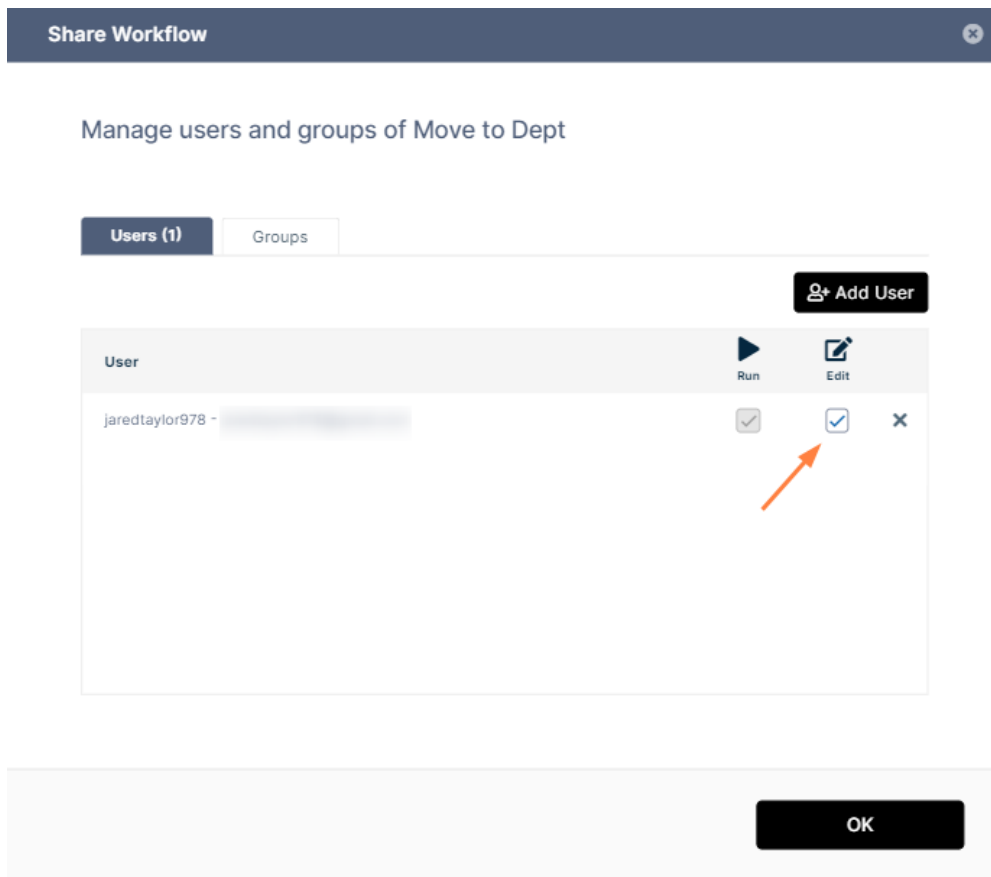 Share Workflow
Manage users and groups of Move to Dept
Users (1) Groups
Add User
User Run Edit
jaredtaylor978 -
OK